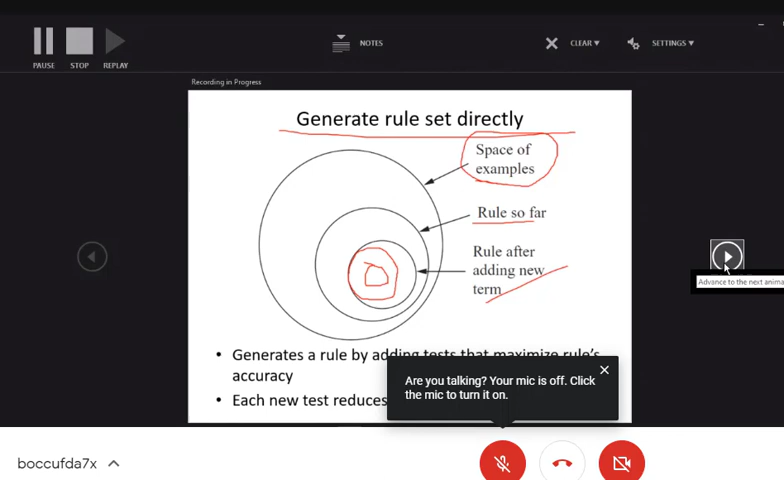 PAUSE STOP REPLAY
NOTES
CLEAR ▾
SETTINGS ▾
Recording in Progress
Generate rule set directly
Space of
examples
Rule so far
Rule after
adding new
term
Advance to the next anima
• Generates a rule by adding tests that maximize rule's
accuracy
• Each new test reduces
Are you talking? Your mic is off. Click
the mic to turn it on.
boccufda7x